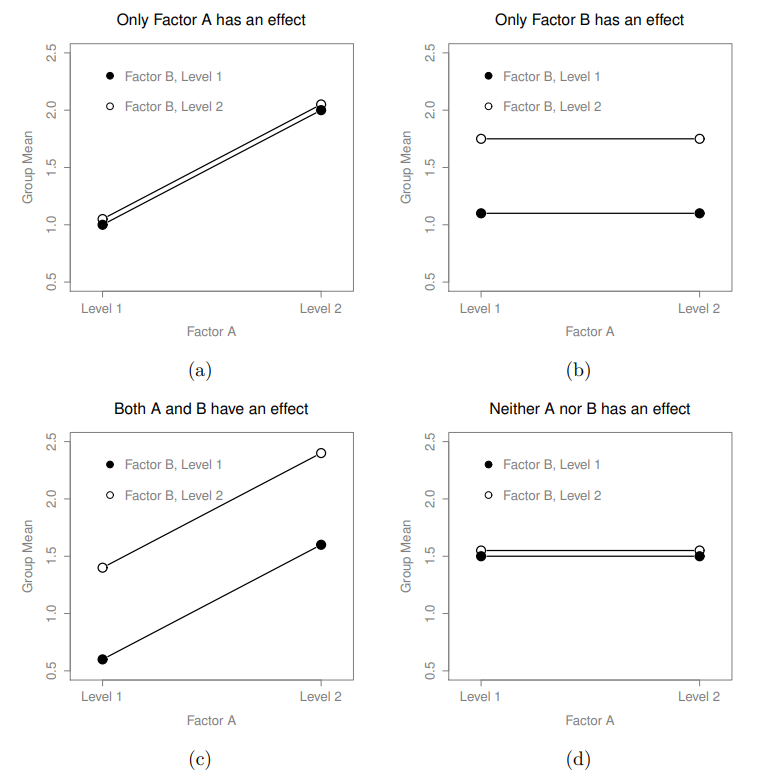 Only Factor A has an effect
2.5
2.0
1.5
1.0
0.5
Group Mean
Factor B, Level 1
Factor B, Level 2
Level 1
Level 2
Factor A
(a)
Only Factor B has an effect
2.5
2.0
1.5
1.0
0.5
Group Mean
Factor B, Level 1
Factor B, Level 2
Level 1
Level 2
Factor A
(b)
Both A and B have an effect
2.5
2.0
1.5
1.0
0.5
Group Mean
Factor B, Level 1
Factor B, Level 2
Level 1
Level 2
Factor A
(c)
Neither A nor B has an effect
2.5
2.0
1.5
1.0
0.5
Group Mean
Factor B, Level 1
Factor B, Level 2
Level 1
Level 2
Factor A
(d)